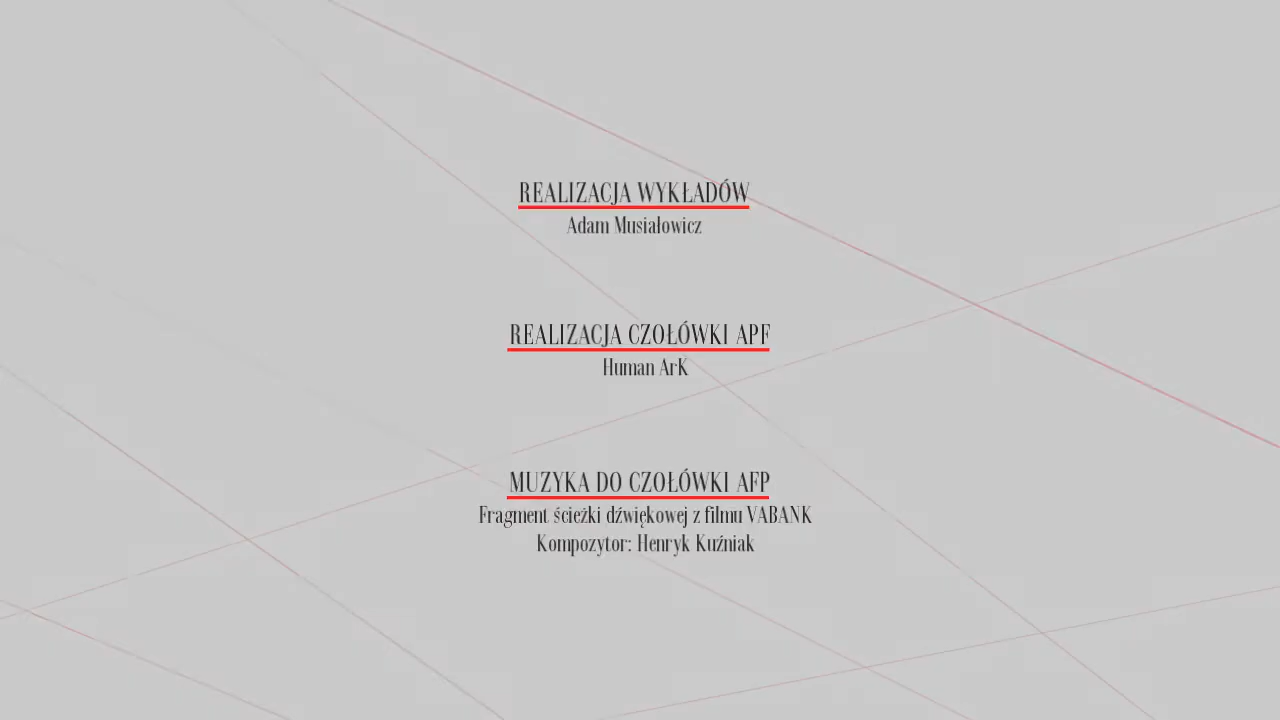 REALIZACJA WYKŁADÓW
Adam Musiałowicz
REALIZACJA CZOŁÓWKI APF
Human ArK
MUZYKA DO CZOŁÓWKI AFP
Fragment ścieżki dźwiękowej z filmu VABANK
Kompozytor: Henryk Kuźniak